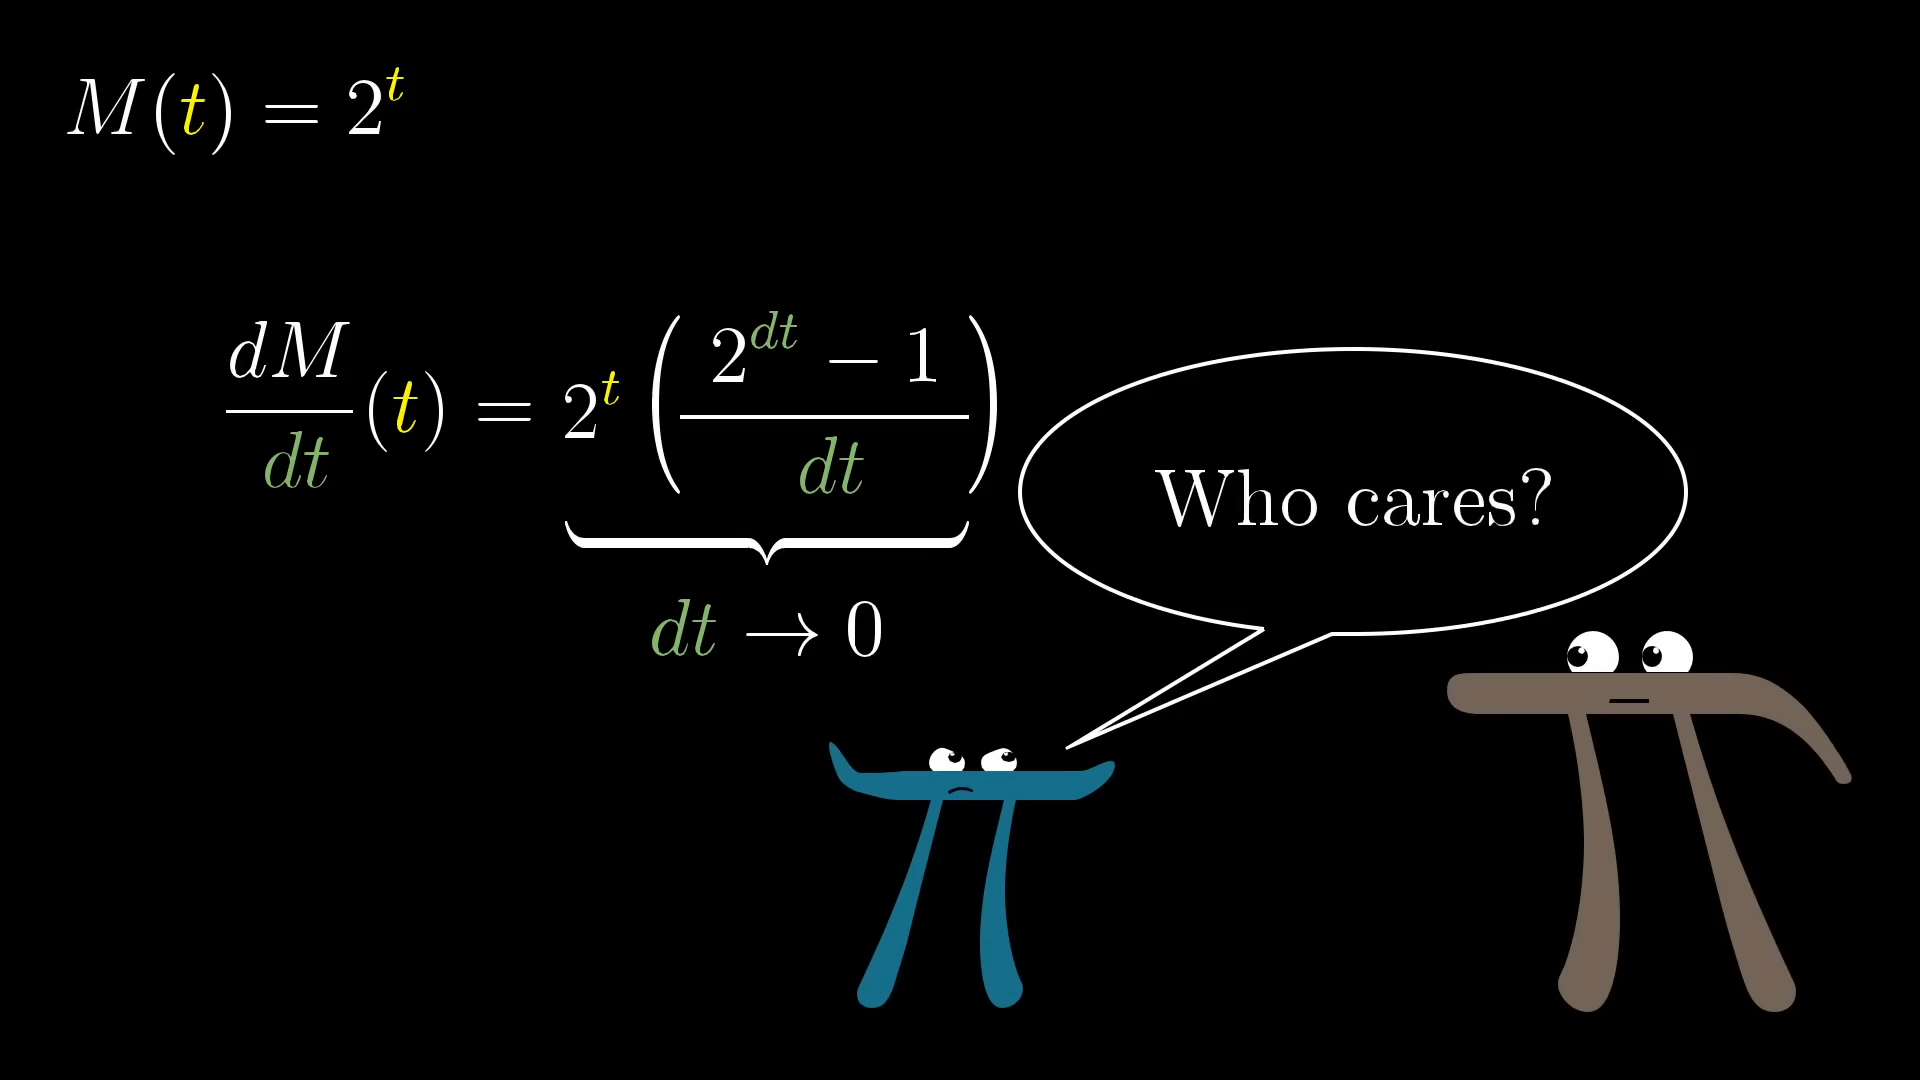 M(t) = 2^t
dM/dt (t) = 2^t ((2^{dt} − 1)/dt)
dt → 0
Who cares?